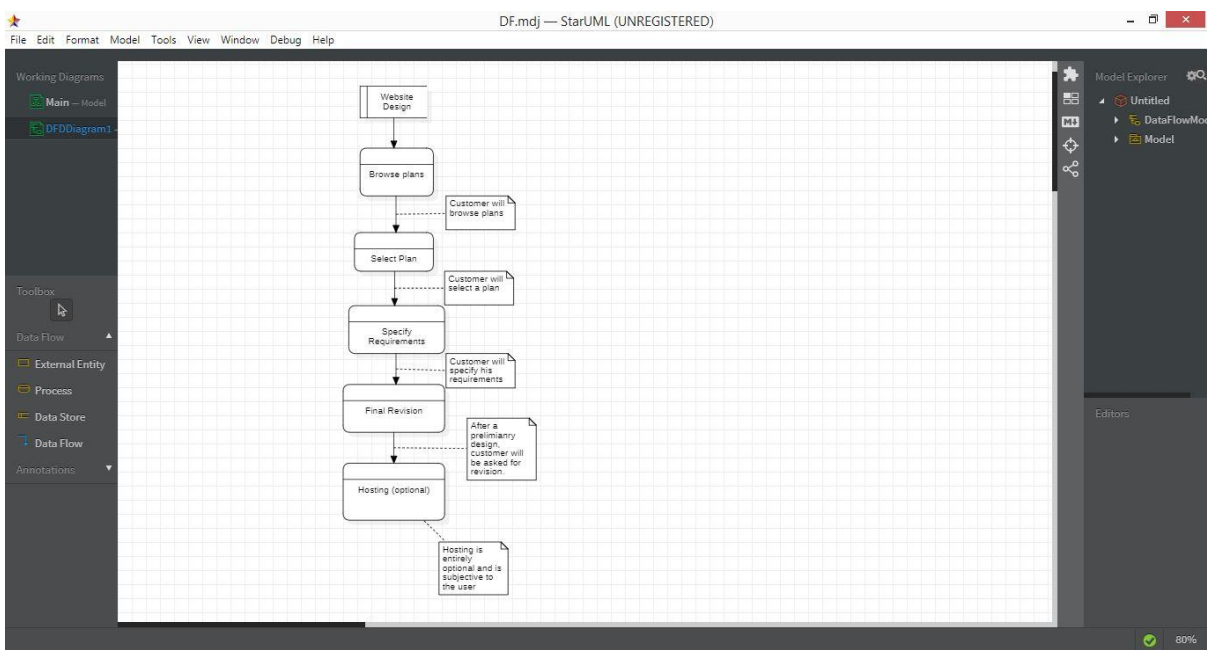 DF.mdj — StarUML (UNREGISTERED)
File Edit Format Model Tools View Window Debug Help
Working Diagrams
Main — Model
DFDDiagram1 –
Toolbox
Data Flow
External Entity
Process
Data Store
Data Flow
Annotations
Website
Design
Browse plans
Customer will
browse plans
Select Plan
Customer will
select a plan
Specify
Requirements
Customer will
specify his
requirements
Final Revision
After a
prelimianry
design,
customer will
be asked for
revision.
Hosting (optional)
Hosting is
entirely
optional and is
subjective to
the user
M
Model Explorer
Untitled
DataFlowMod
Model
Editors
80%